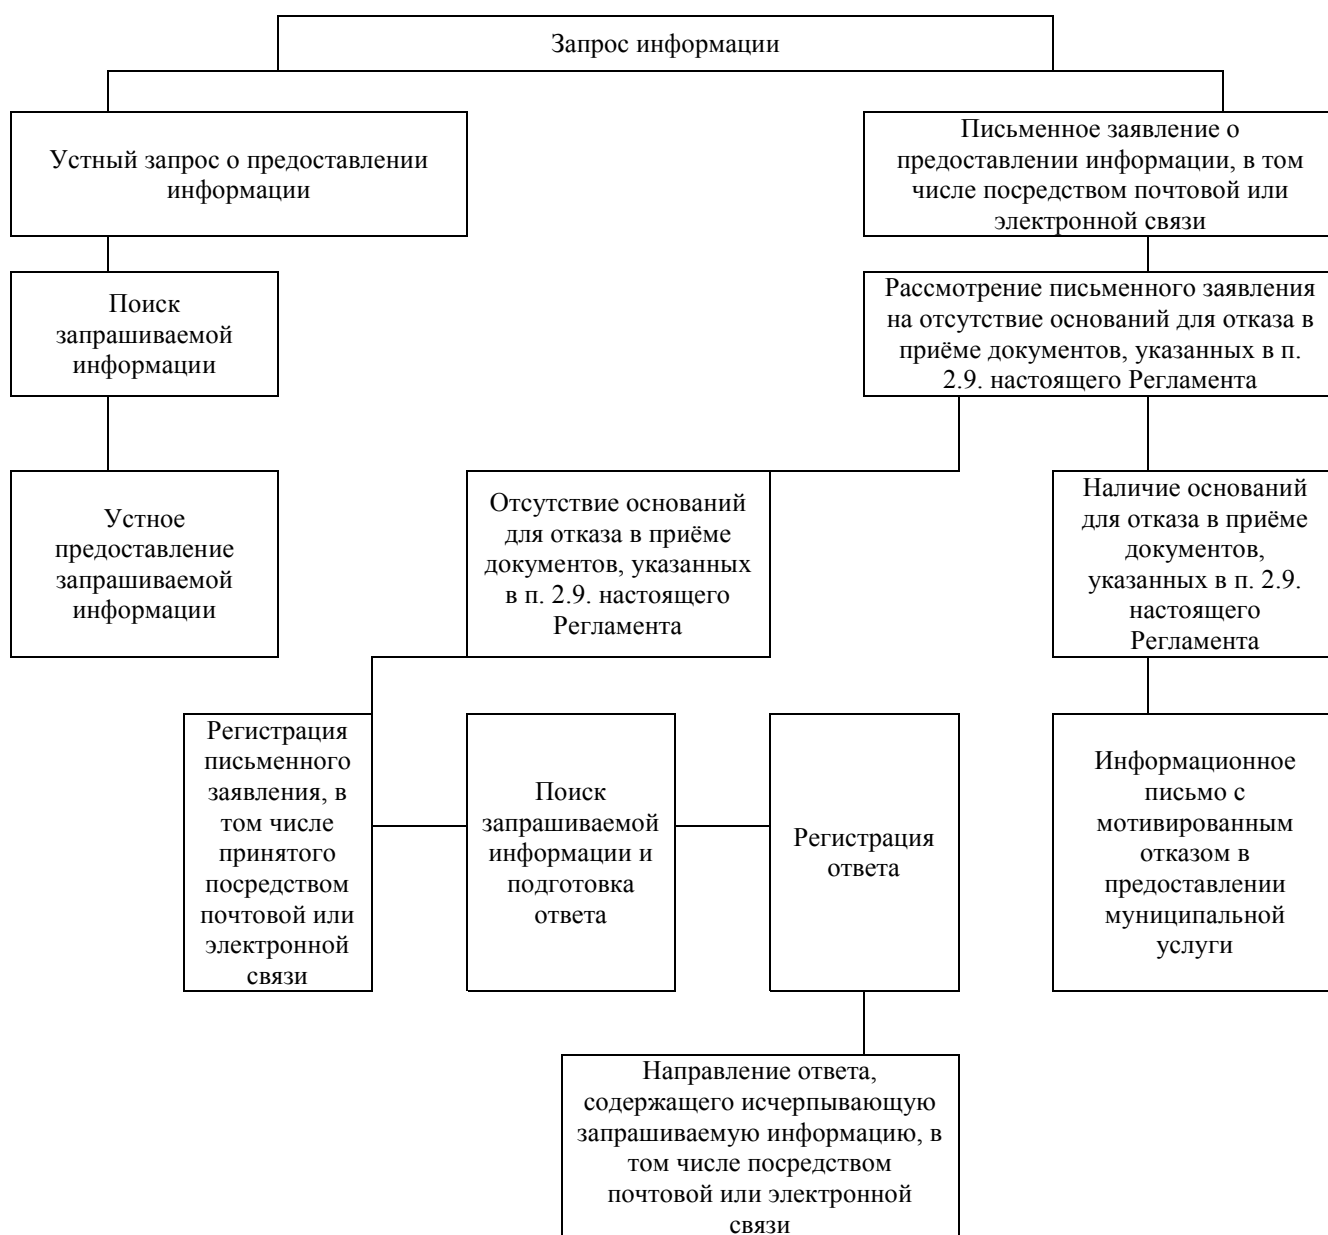 Запрос информации
Устный запрос о предоставлении
информации
Письменное заявление о
предоставлении информации, в том
числе посредством почтовой или
электронной связи
Поиск
запрашиваемой
информации
Рассмотрение письменного заявления
на отсутствие оснований для отказа в
приёме документов, указанных в п.
2.9. настоящего Регламента
Устное
предоставление
запрашиваемой
информации
Отсутствие оснований
для отказа в приёме
документов, указанных
в п. 2.9. настоящего
Регламента
Наличие оснований
для отказа в приёме
документов,
указанных в п. 2.9.
настоящего
Регламента
Регистрация
письменного
заявления, в
том числе
принятого
посредством
почтовой или
электронной
связи
Поиск
запрашиваемой
информации и
подготовка
ответа
Регистрация
ответа
Информационное
письмо с
мотивированным
отказом в
предоставлении
муниципальной
услуги
Направление ответа,
содержащего исчерпывающую
запрашиваемую информацию, в
том числе посредством
почтовой или электронной
связи